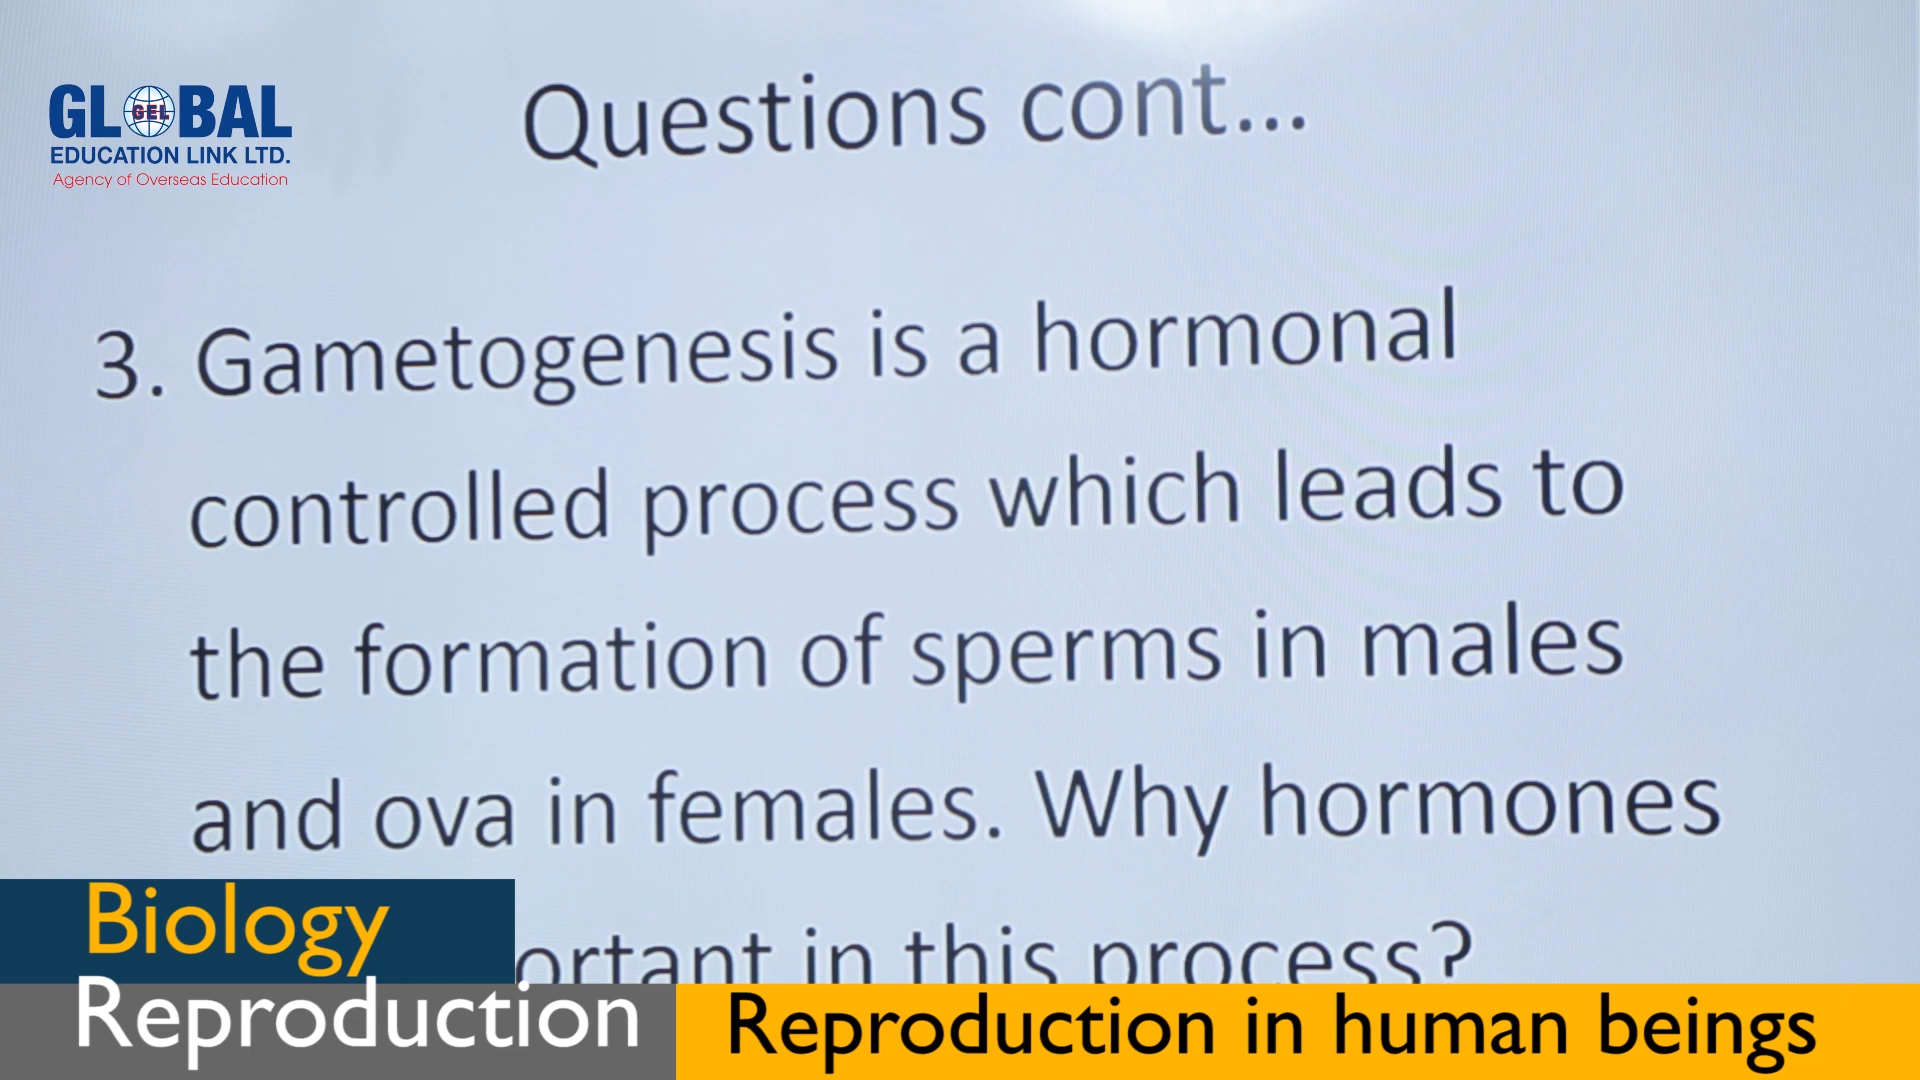 GLOBAL
GEL
EDUCATION LINK LTD.
Agency of Overseas Education
Questions cont...
3. Gametogenesis is a hormonal
controlled process which leads to
the formation of sperms in males
and ova in females. Why hormones
ortant in this process?
Biology
Reproduction
Reproduction in human beings